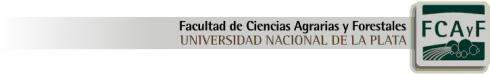 Facultad de Ciencias Agrarias y Forestales
UNIVERSIDAD NACIONAL DE LA PLATA
FCAyF